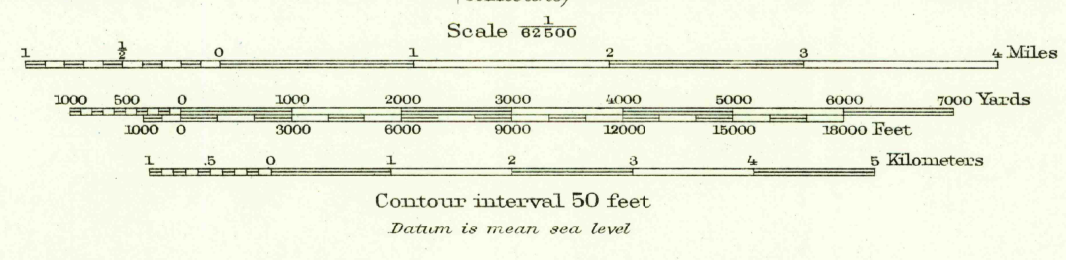 Scale 1/62500
1 ½ 0 1 2 3 4 Miles
1000 500 0 1000 2000 3000 4000 5000 6000 7000 Yards
1000 0 3000 6000 9000 12000 15000 18000 Feet
1 .5 0 1 2 3 4 5 Kilometers
Contour interval 50 feet
Datum is mean sea level